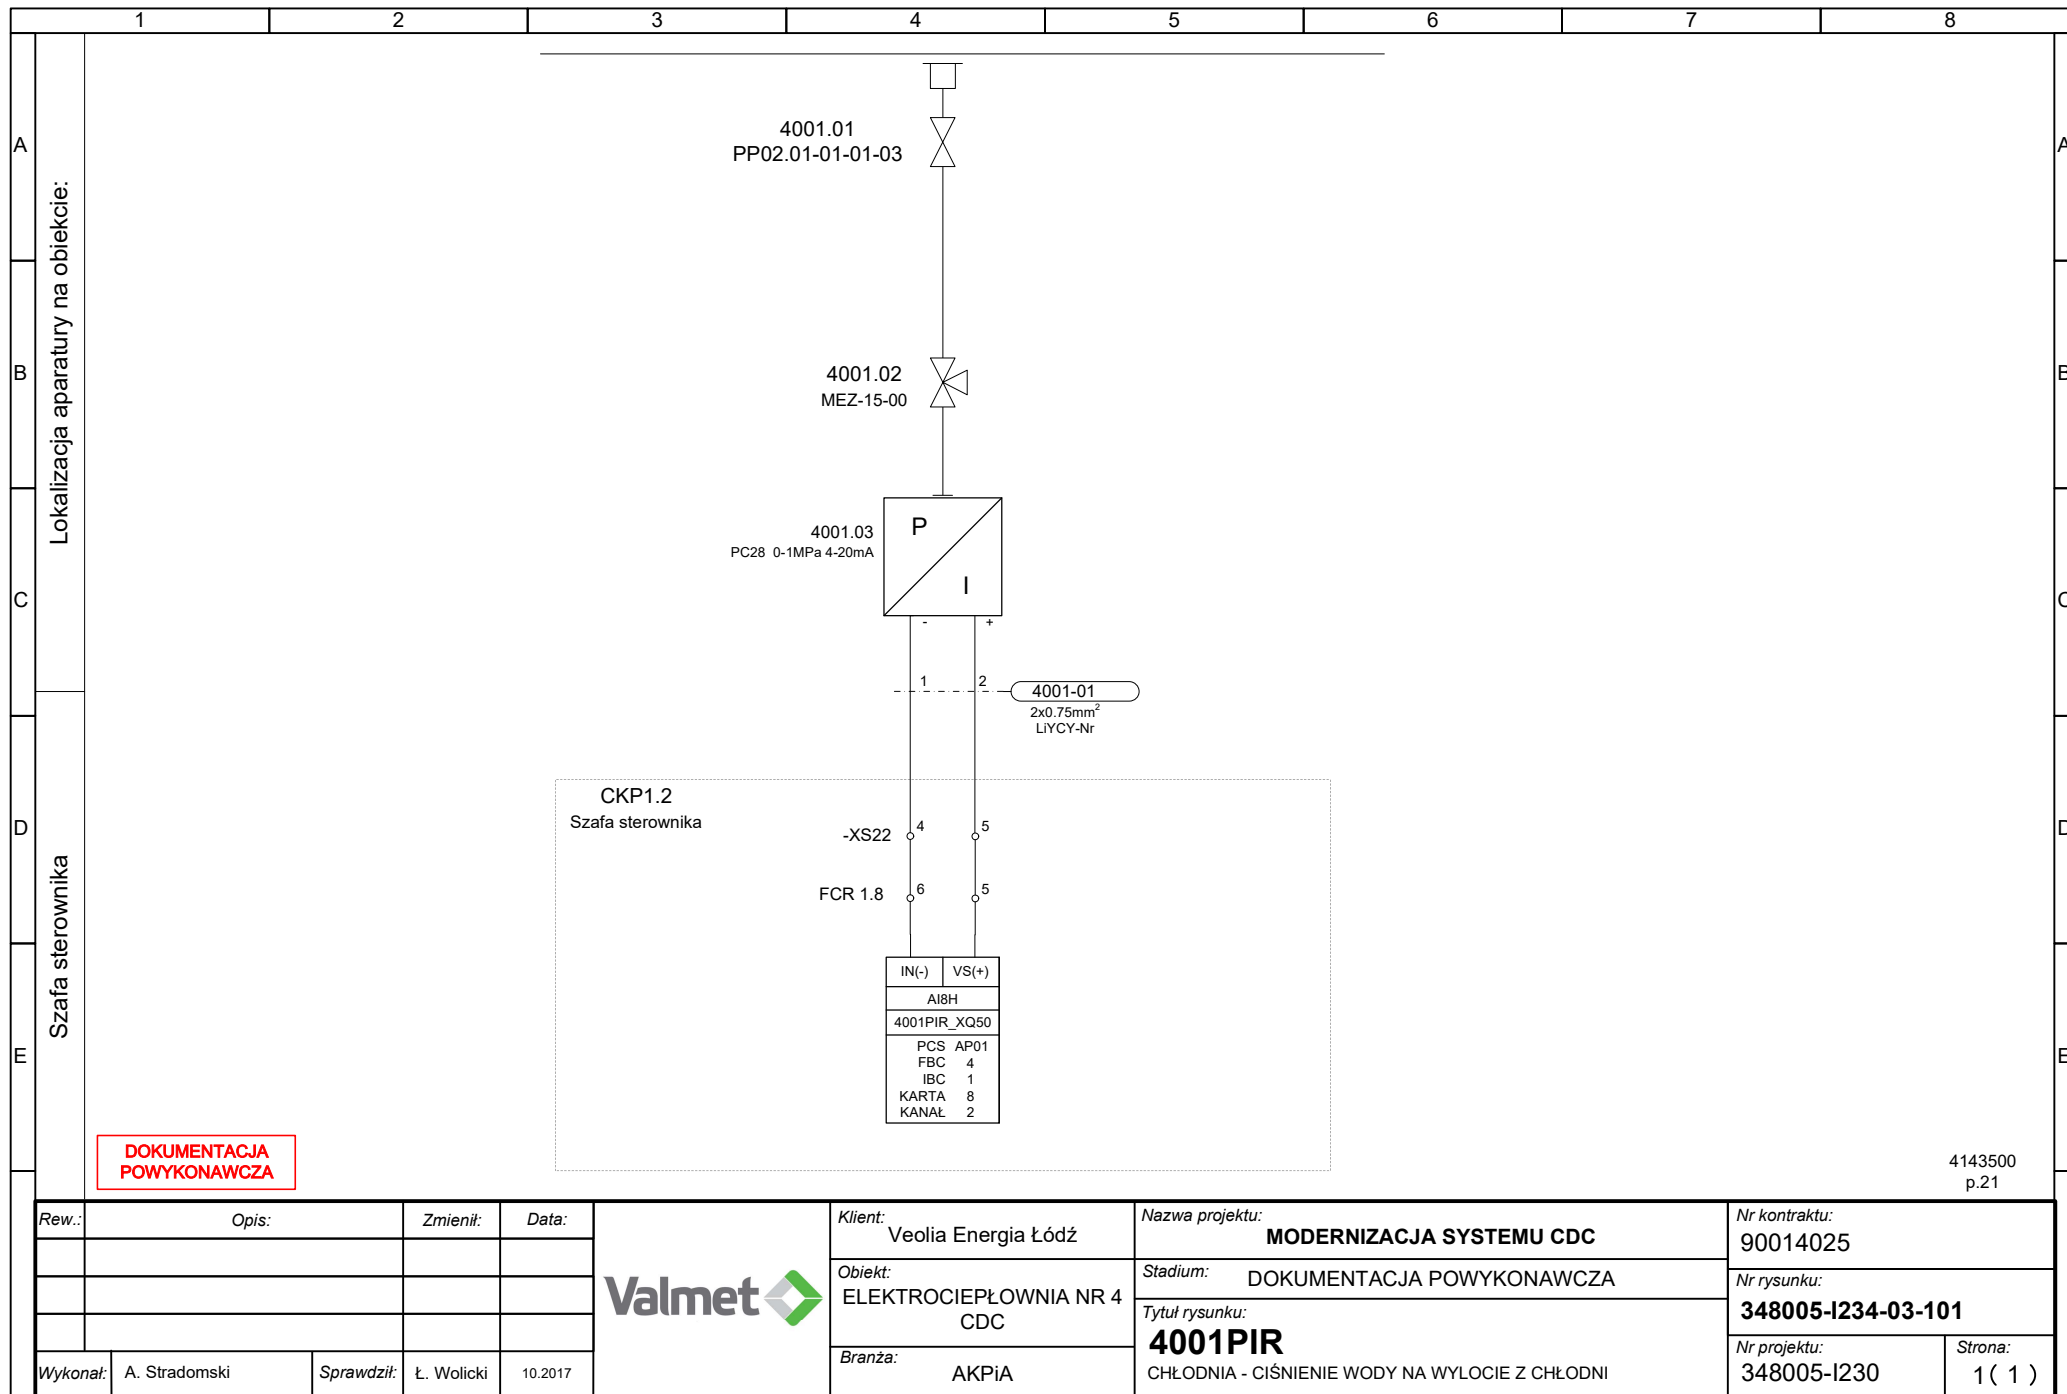 1 2 3 4 5 6 7 8
A A
B B
C C
D D
E E
Lokalizacja aparatury na obiekcie:
Szafa sterownika
4001.01
PP02.01-01-01-03
4001.02
MEZ-15-00
4001.03
PC28 0-1MPa 4-20mA
P
I
- +
1 2
4001-01
2x0.75mm²
LiYCY-Nr
CKP1.2
Szafa sterownika
-XS22 4 5
FCR 1.8 6 5
IN(-) VS(+)
AI8H
4001PIR_XQ50
PCS AP01
FBC 4
IBC 1
KARTA 8
KANAŁ 2
DOKUMENTACJA
POWYKONAWCZA
4143500
p.21
Rew.: Opis: Zmienił: Data:
Wykonał: A. Stradomski Sprawdził: Ł. Wolicki 10.2017
Valmet
Klient:
Veolia Energia Łódź
Obiekt:
ELEKTROCIEPŁOWNIA NR 4
CDC
Branża:
AKPiA
Nazwa projektu:
MODERNIZACJA SYSTEMU CDC
Stadium: DOKUMENTACJA POWYKONAWCZA
Tytuł rysunku:
4001PIR
CHŁODNIA - CIŚNIENIE WODY NA WYLOCIE Z CHŁODNI
Nr kontraktu:
90014025
Nr rysunku:
348005-I234-03-101
Nr projektu:
348005-I230
Strona:
1( 1 )